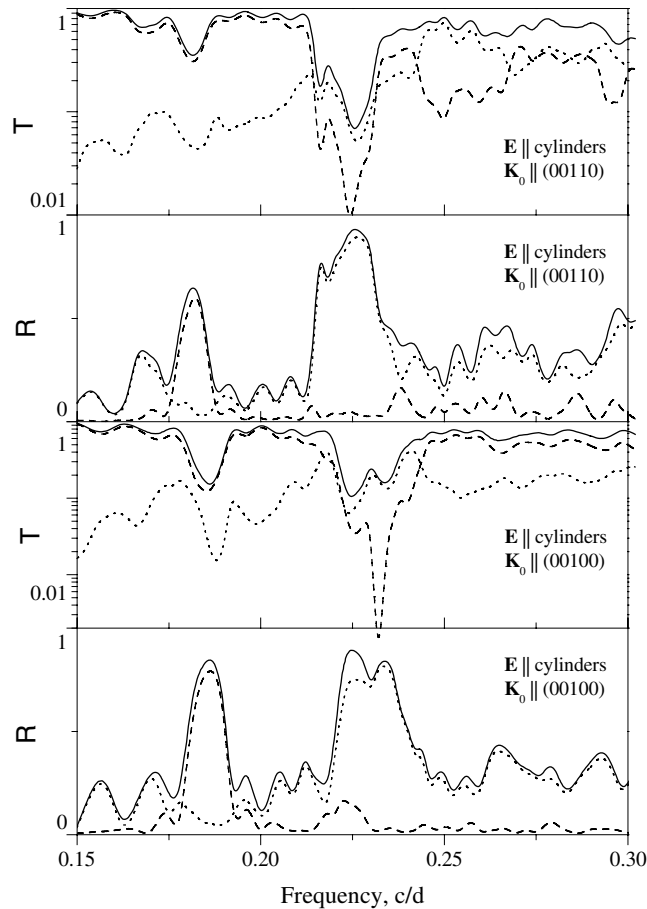 1
T
E || cylinders
K0 || (00110)
0.01
1
E || cylinders
K0 || (00110)
R
0
1
T
E || cylinders
K0 || (00100)
0.01
1
E || cylinders
K0 || (00100)
R
0
0.15 0.20 0.25 0.30
Frequency, c/d